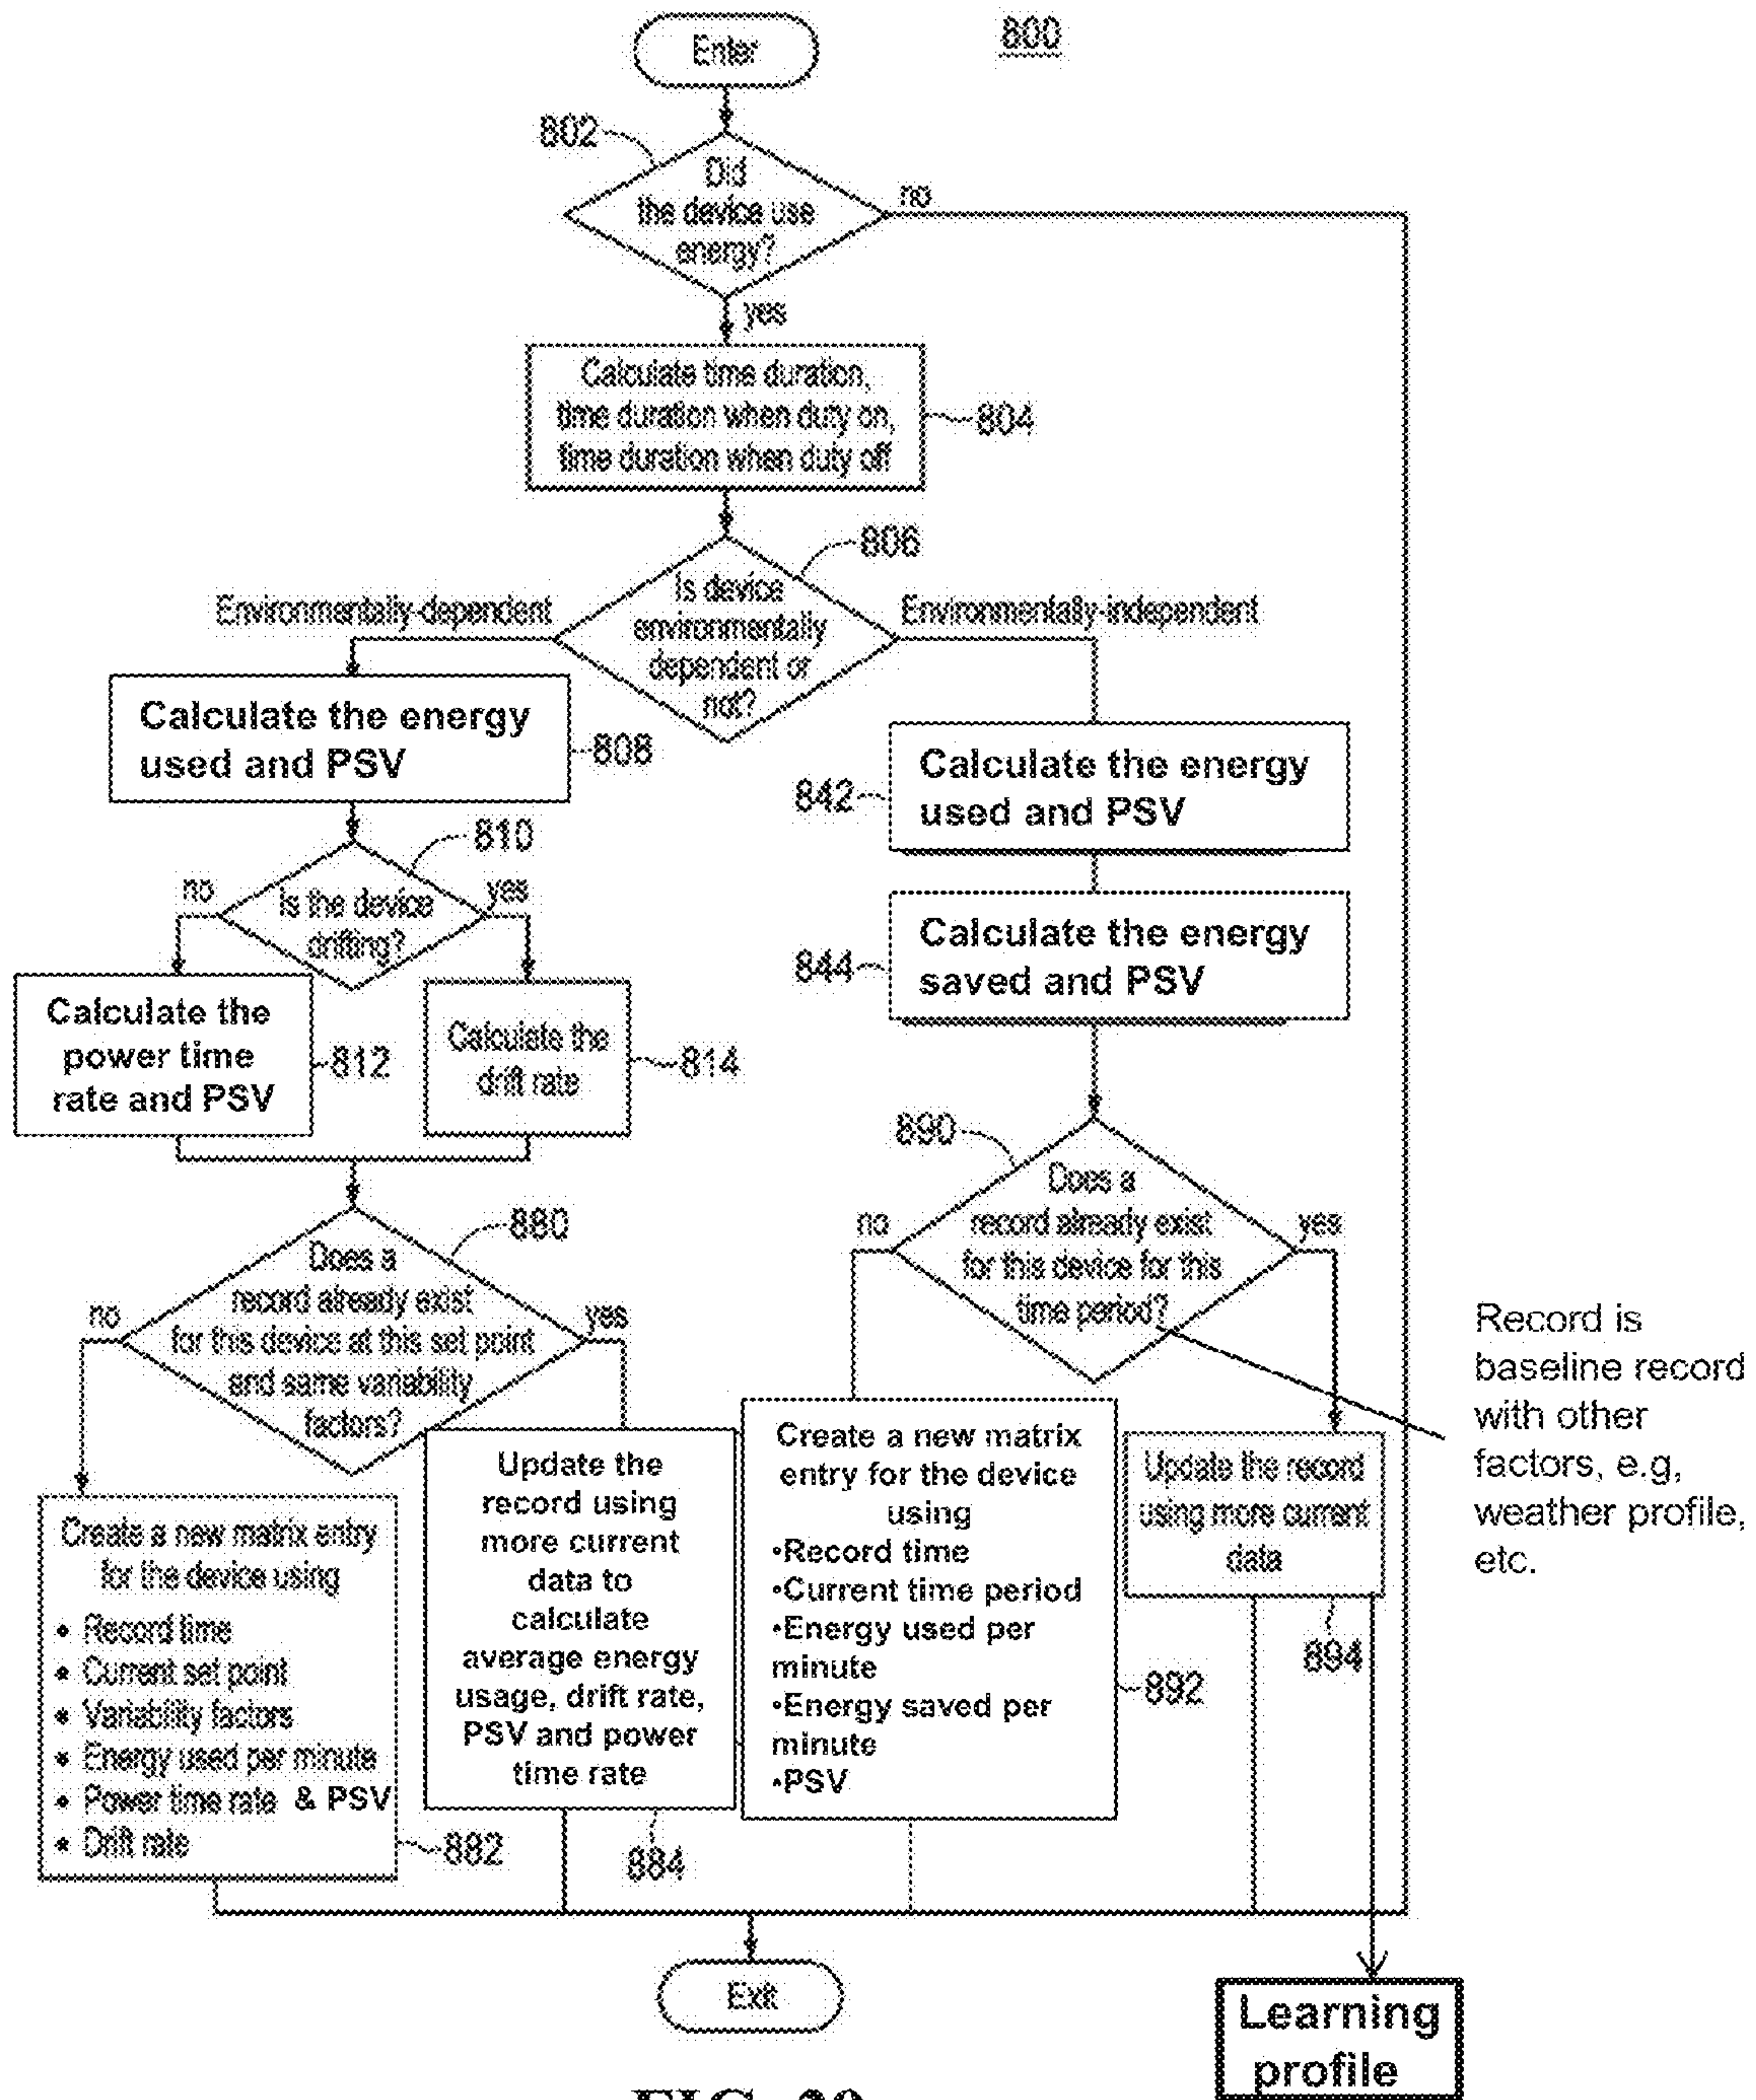 800
Enter
802
Did
the device use
energy?
no
yes
Calculate time duration,
time duration when duty on,
time duration when duty off
804
806
Is device
environmentally
dependent or
not?
Environmentally-dependent
Environmentally-independent
Calculate the energy
used and PSV
808
842
Calculate the energy
used and PSV
810
no
Is the device
drifting?
yes
844
Calculate the energy
saved and PSV
Calculate the
power time
rate and PSV
812
Calculate the
drift rate
814
890
Does a
record already exist
for this device for this
time period?
no
yes
880
Does a
record already exist
for this device at this set point
and same variability
factors?
no
yes
Record is
baseline record
with other
factors, e.g,
weather profile,
etc.
Create a new matrix entry
for the device using
• Record time
• Current set point
• Variability factors
• Energy used per minute
• Power time rate & PSV
• Drift rate
882
Update the
record using
more current
data to
calculate
average energy
usage, drift rate,
PSV and power
time rate
884
Create a new matrix
entry for the device
using
•Record time
•Current time period
•Energy used per
minute
•Energy saved per
minute
•PSV
892
Update the record
using more current
data
894
Exit
Learning
profile